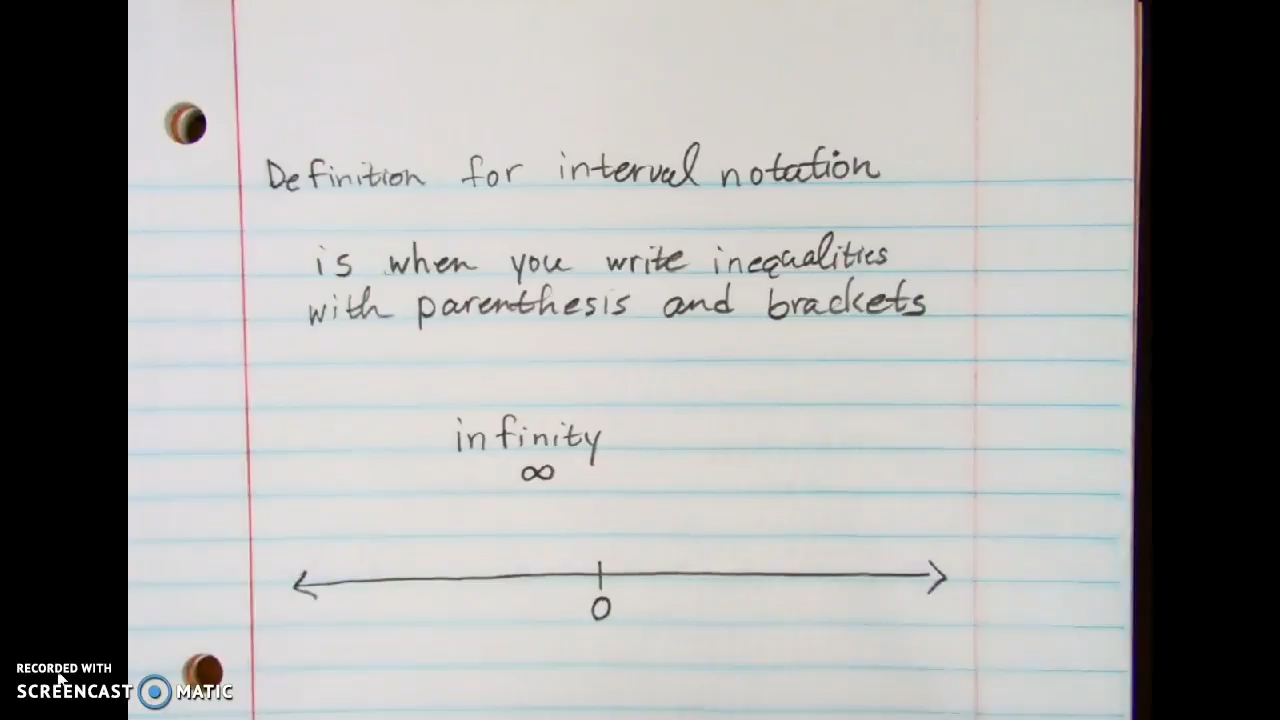 Definition for interval notation
is when you write inequalities
with parenthesis and brackets
infinity
∞
0
RECORDED WITH
SCREENCAST MATIC